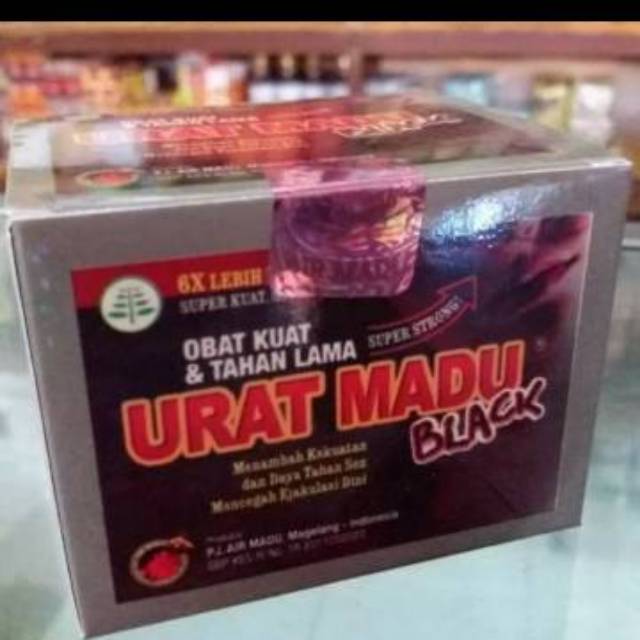 6X LEBIH
SUPER KUAT
OBAT KUAT
& TAHAN LAMA
SUPER STRONG!
URAT MADU
BLACK
Menambah Kekuatan
dan Daya Tahan Sex
Mencegah Ejakulasi Dini
P.J. AIR MADU, Magelang - Indonesia